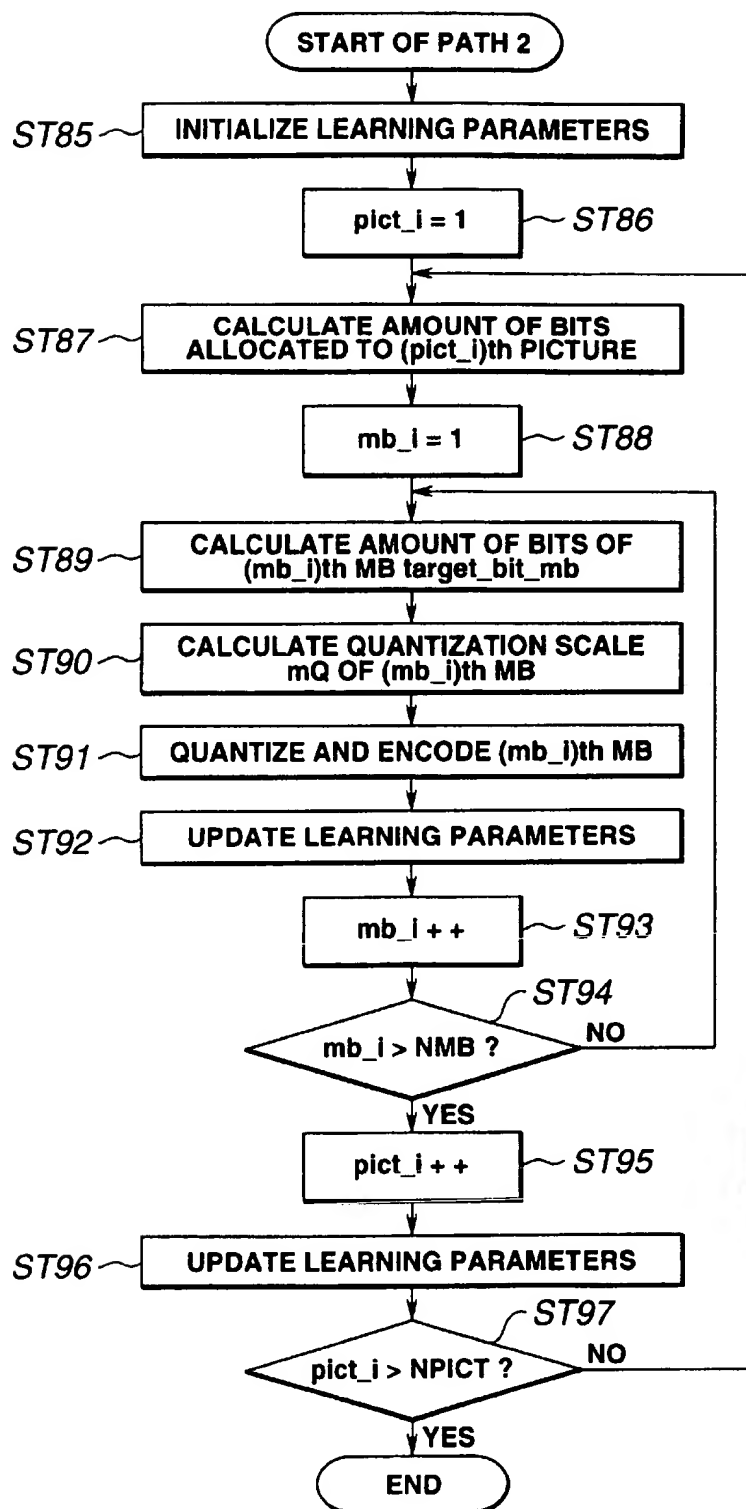 START OF PATH 2
ST85
INITIALIZE LEARNING PARAMETERS
pict_i = 1
ST86
ST87
CALCULATE AMOUNT OF BITS
ALLOCATED TO (pict_i)th PICTURE
mb_i = 1
ST88
ST89
CALCULATE AMOUNT OF BITS OF
(mb_i)th MB target_bit_mb
ST90
CALCULATE QUANTIZATION SCALE
mQ OF (mb_i)th MB
ST91
QUANTIZE AND ENCODE (mb_i)th MB
ST92
UPDATE LEARNING PARAMETERS
mb_i + +
ST93
ST94
mb_i > NMB ?
NO
YES
pict_i + +
ST95
ST96
UPDATE LEARNING PARAMETERS
ST97
pict_i > NPICT ?
NO
YES
END